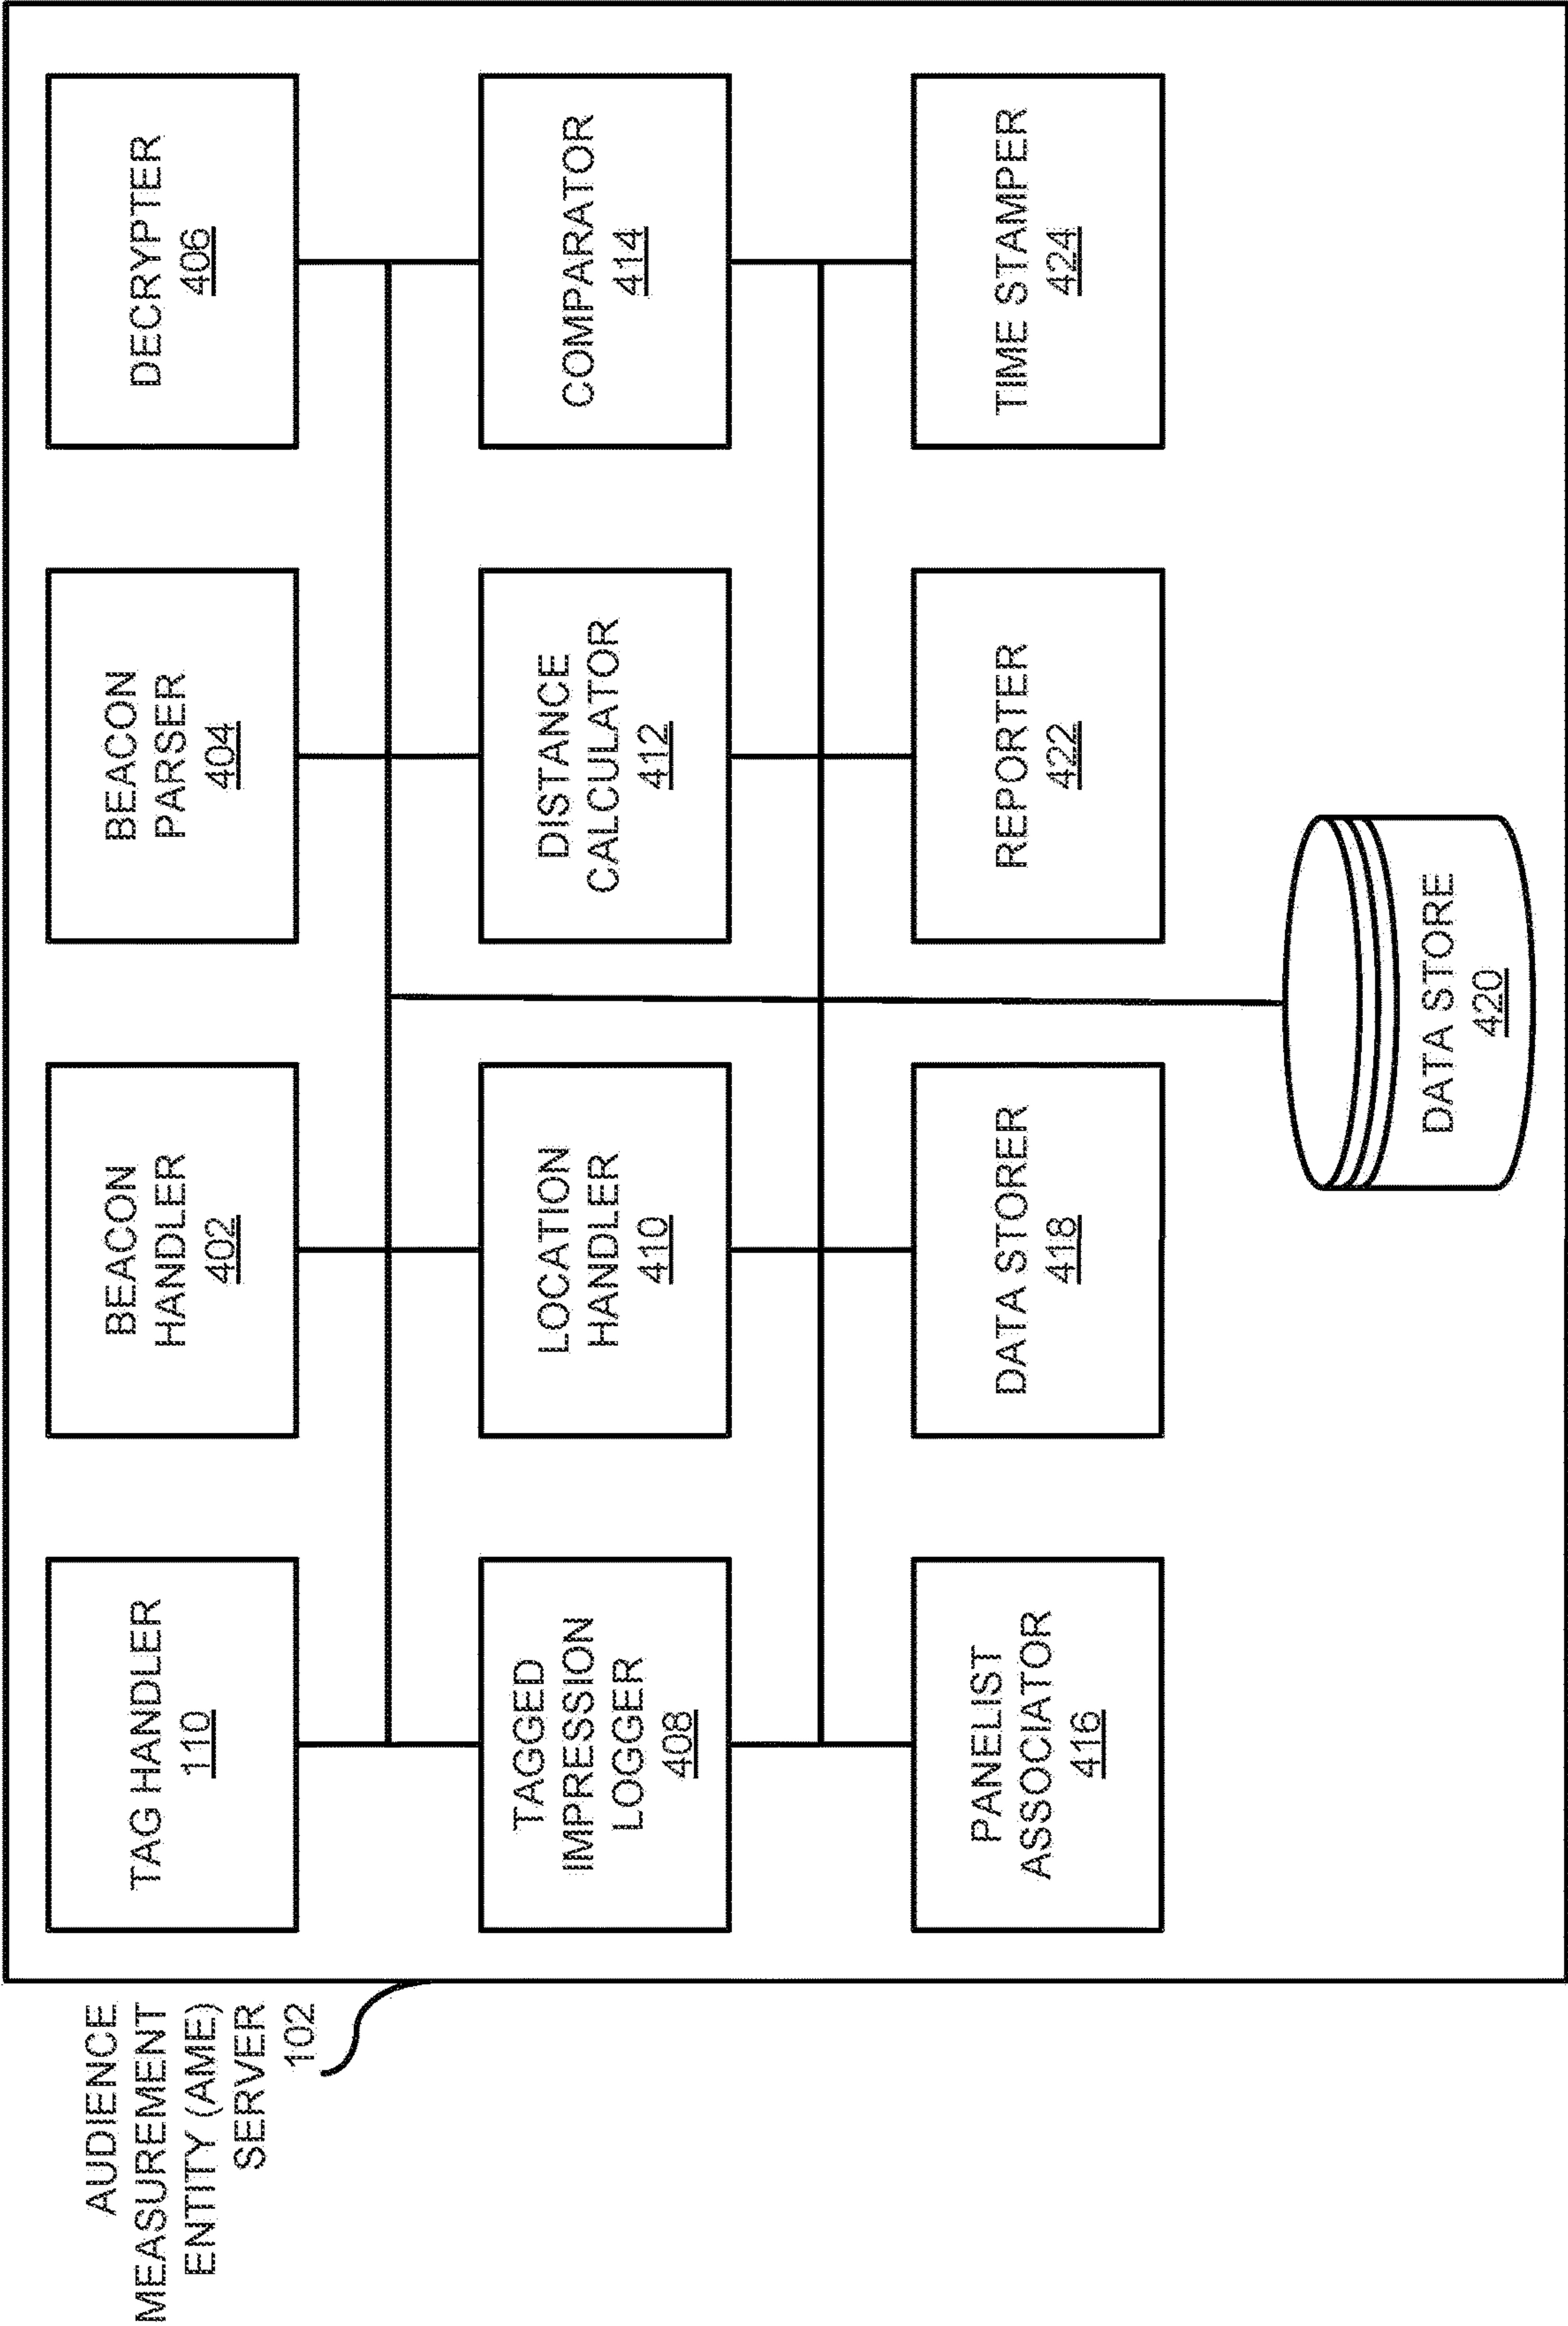 AUDIENCE
MEASUREMENT
ENTITY (AME)
SERVER
102
TAG HANDLER
110
BEACON
HANDLER
402
BEACON
PARSER
404
DECRYPTER
406
TAGGED
IMPRESSION
LOGGER
408
LOCATION
HANDLER
410
DISTANCE
CALCULATOR
412
COMPARATOR
414
PANELIST
ASSOCIATOR
416
DATA STORER
418
REPORTER
422
TIME STAMPER
424
DATA STORE
420